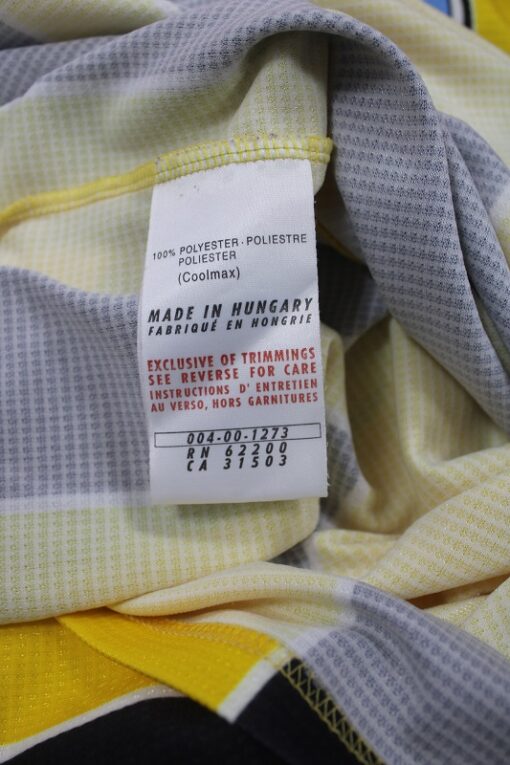 100% POLYESTER · POLIESTRE
POLIESTER
(Coolmax)
MADE IN HUNGARY
FABRIQUÉ EN HONGRIE
EXCLUSIVE OF TRIMMINGS
SEE REVERSE FOR CARE
INSTRUCTIONS D' ENTRETIEN
AU VERSO, HORS GARNITURES
004-00-1273
RN 62200
CA 31503